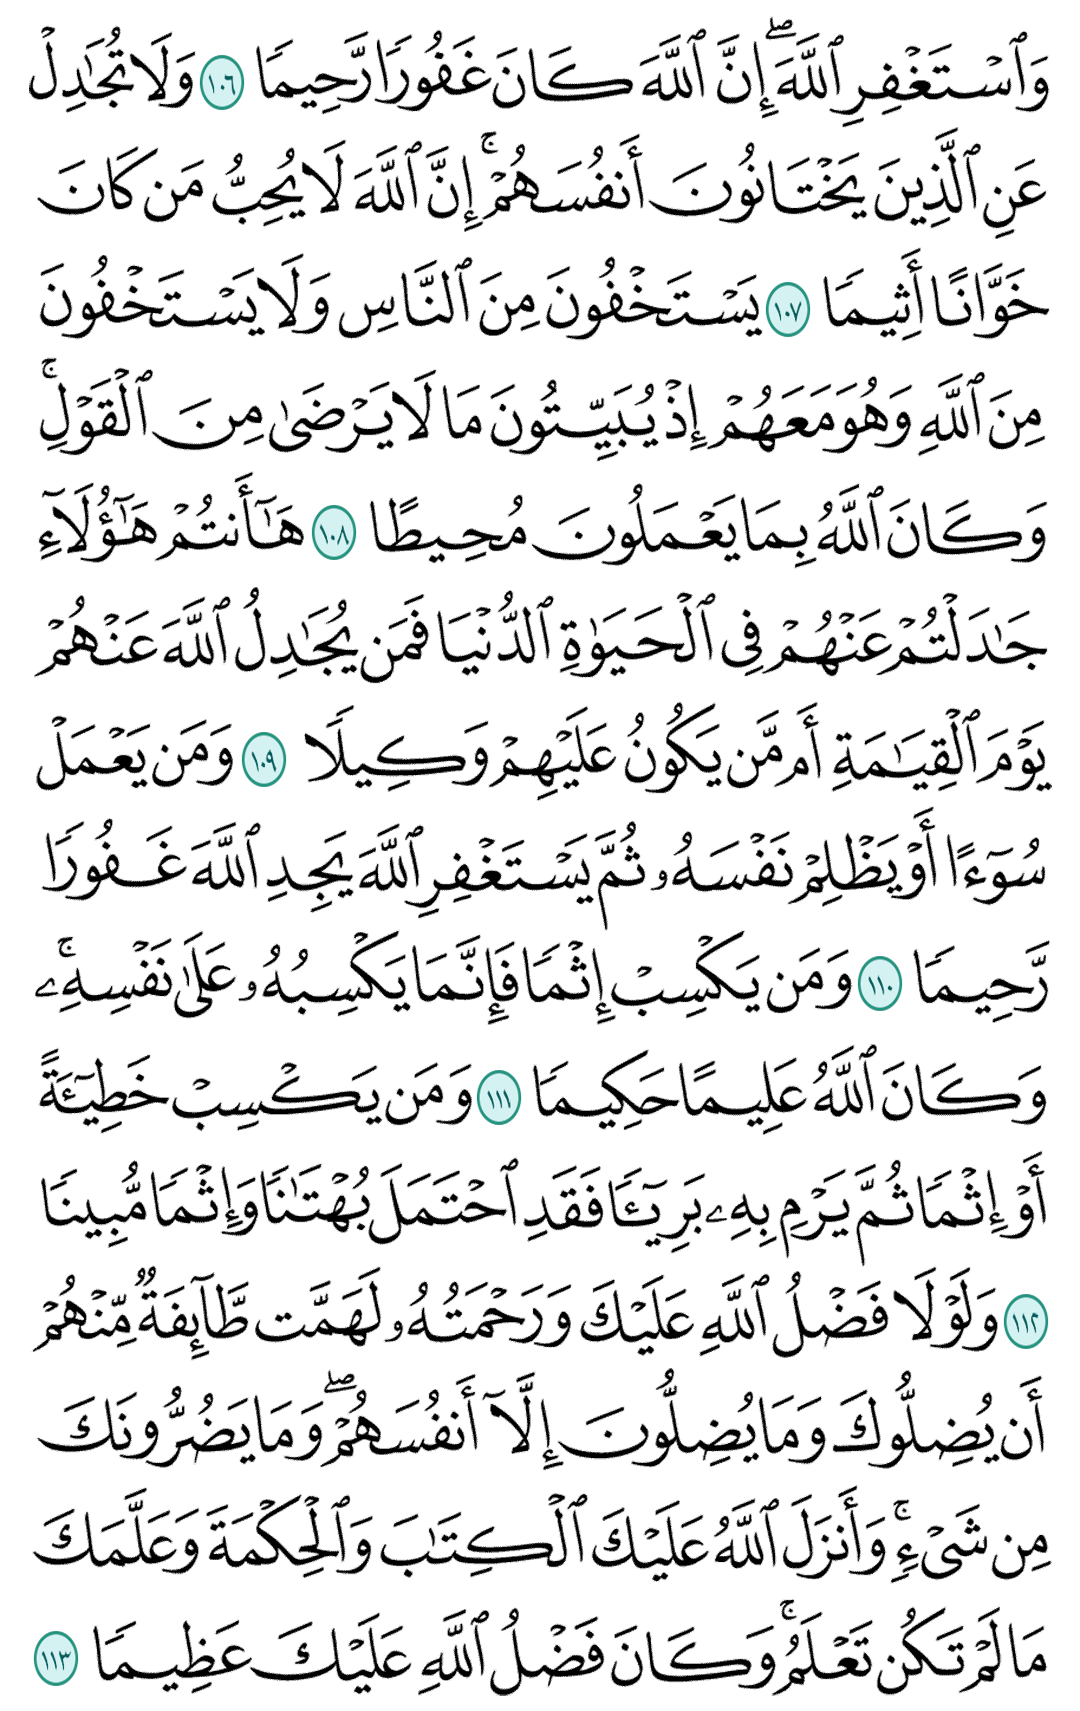 وَٱسْتَغْفِرِ ٱللَّهَۖ إِنَّ ٱللَّهَ كَانَ غَفُورًا رَّحِيمًا ١٠٦ وَلَا تُجَٰدِلْ
عَنِ ٱلَّذِينَ يَخْتَانُونَ أَنفُسَهُمْۚ إِنَّ ٱللَّهَ لَا يُحِبُّ مَن كَانَ
خَوَّانًا أَثِيمًا ١٠٧ يَسْتَخْفُونَ مِنَ ٱلنَّاسِ وَلَا يَسْتَخْفُونَ
مِنَ ٱللَّهِ وَهُوَ مَعَهُمْ إِذْ يُبَيِّتُونَ مَا لَا يَرْضَىٰ مِنَ ٱلْقَوْلِۚ
وَكَانَ ٱللَّهُ بِمَا يَعْمَلُونَ مُحِيطًا ١٠٨ هَٰٓأَنتُمْ هَٰٓؤُلَآءِ
جَٰدَلْتُمْ عَنْهُمْ فِى ٱلْحَيَوٰةِ ٱلدُّنْيَا فَمَن يُجَٰدِلُ ٱللَّهَ عَنْهُمْ
يَوْمَ ٱلْقِيَٰمَةِ أَم مَّن يَكُونُ عَلَيْهِمْ وَكِيلًا ١٠٩ وَمَن يَعْمَلْ
سُوٓءًا أَوْ يَظْلِمْ نَفْسَهُۥ ثُمَّ يَسْتَغْفِرِ ٱللَّهَ يَجِدِ ٱللَّهَ غَفُورًا
رَّحِيمًا ١١٠ وَمَن يَكْسِبْ إِثْمًا فَإِنَّمَا يَكْسِبُهُۥ عَلَىٰ نَفْسِهِۦۚ
وَكَانَ ٱللَّهُ عَلِيمًا حَكِيمًا ١١١ وَمَن يَكْسِبْ خَطِيٓـَٔةً
أَوْ إِثْمًا ثُمَّ يَرْمِ بِهِۦ بَرِيٓـًٔا فَقَدِ ٱحْتَمَلَ بُهْتَٰنًا وَإِثْمًا مُّبِينًا
١١٢ وَلَوْلَا فَضْلُ ٱللَّهِ عَلَيْكَ وَرَحْمَتُهُۥ لَهَمَّت طَّآئِفَةٌ مِّنْهُمْ
أَن يُضِلُّوكَ وَمَا يُضِلُّونَ إِلَّآ أَنفُسَهُمْۖ وَمَا يَضُرُّونَكَ
مِن شَىْءٍۚ وَأَنزَلَ ٱللَّهُ عَلَيْكَ ٱلْكِتَٰبَ وَٱلْحِكْمَةَ وَعَلَّمَكَ
مَا لَمْ تَكُن تَعْلَمُۚ وَكَانَ فَضْلُ ٱللَّهِ عَلَيْكَ عَظِيمًا ١١٣